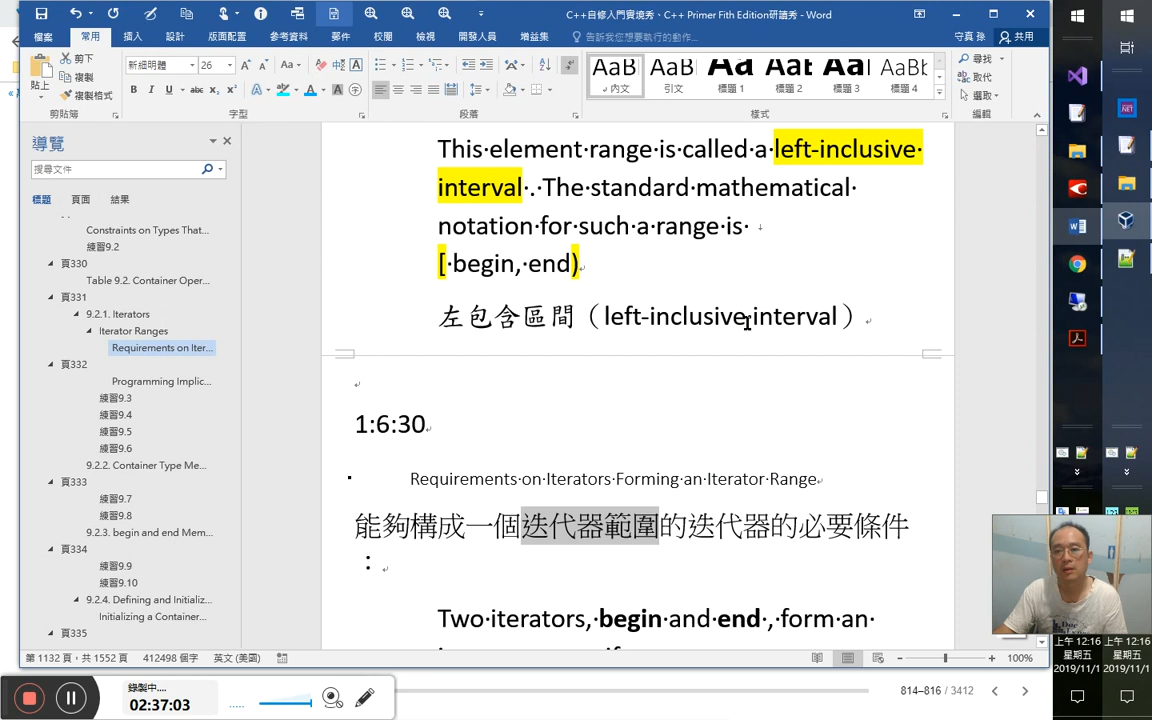 C++自修入門實境秀、C++ Primer Fifth Edition研讀秀 - Word
檔案 常用 插入 設計 版面配置 參考資料 郵件 校閱 檢視 開發人員 增益集 告訴我您想要執行的動作... 守真 孫 共用
貼上 剪下 複製 複製格式
新細明體 26
B I U abc X₂ X²
AaB 內文 AaB 引文 Aa 標題 1 Aat 標題 2 Aal 標題 3 AaBb 標題 4
尋找 取代 選取
剪貼簿 字型 段落 樣式 編輯
導覽
搜尋文件
標題 頁面 結果
Constraints on Types That...
練習9.2
頁330
Table 9.2. Container Oper...
頁331
9.2.1. Iterators
Iterator Ranges
Requirements on Iter...
頁332
Programming Implic...
練習9.3
練習9.4
練習9.5
練習9.6
9.2.2. Container Type Me...
頁333
練習9.7
練習9.8
9.2.3. begin and end Mem...
頁334
練習9.9
練習9.10
9.2.4. Defining and Initializ...
Initializing a Container...
頁335
This element range is called a left-inclusive
interval . The standard mathematical
notation for such a range is
[ begin, end)
左包含區間（left-inclusive interval）
1:6:30
Requirements on Iterators Forming an Iterator Range
能夠構成一個迭代器範圍的迭代器的必要條件
：
Two iterators, begin and end , form an
第 1132 頁，共 1552 頁 412498 個字 英文 (美國) 100%
錄製中....
02:37:03
814–816 / 3412
上午 12:16 上午 12:16
星期五 星期五
2019/11/1 2019/11/1